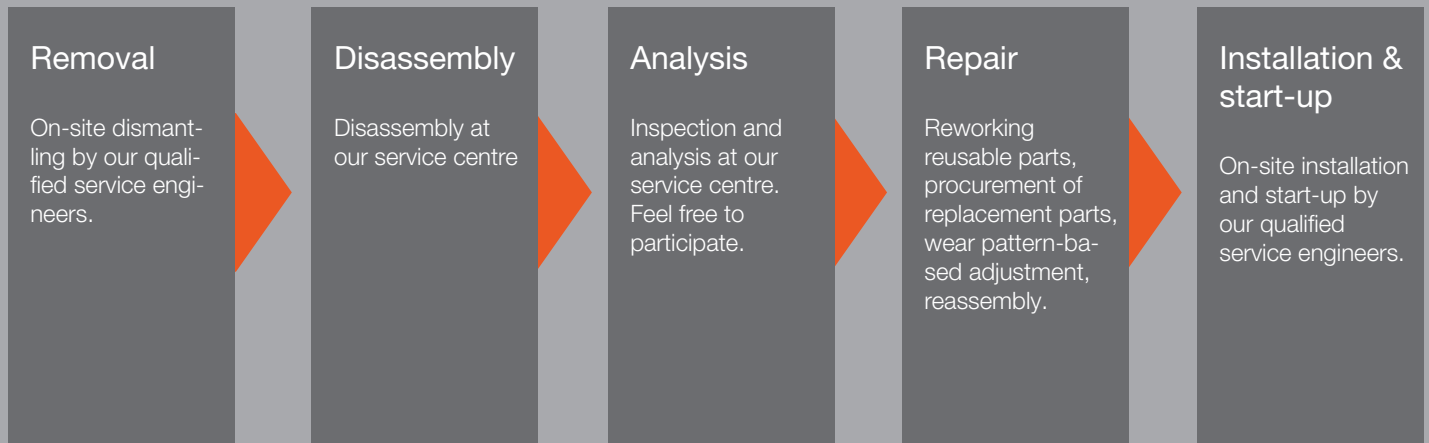 Removal
On-site dismant-
ling by our quali-
fied service engi-
neers.
Disassembly
Disassembly at
our service centre
Analysis
Inspection and
analysis at our
service centre.
Feel free to
participate.
Repair
Reworking
reusable parts,
procurement of
replacement parts,
wear pattern-ba-
sed adjustment,
reassembly.
Installation &
start-up
On-site installation
and start-up by
our qualified
service engineers.